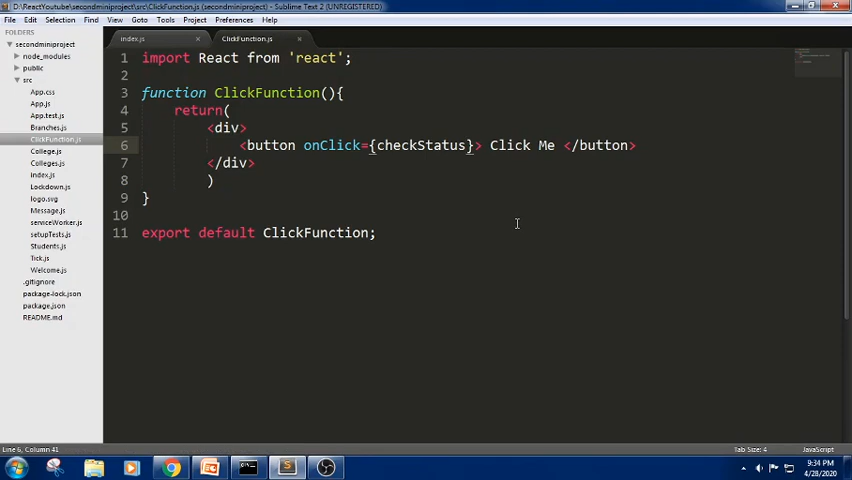 D:\ReactYoutube\secondminiproject\src\ClickFunction.js (secondminiproject) - Sublime Text 2 (UNREGISTERED)
File Edit Selection Find View Goto Tools Project Preferences Help
FOLDERS
secondminiproject
node_modules
public
src
App.css
App.js
App.test.js
Branches.js
ClickFunction.js
College.js
Colleges.js
index.js
Lockdown.js
logo.svg
Message.js
serviceWorker.js
setupTests.js
Students.js
Tick.js
Welcome.js
.gitignore
package-lock.json
package.json
README.md
index.js × ClickFunction.js ×
1 import React from 'react';
2
3 function ClickFunction(){
4 return(
5 <div>
6 <button onClick={checkStatus}> Click Me </button>
7 </div>
8 )
9 }
10
11 export default ClickFunction;
Line 6, Column 41 Tab Size: 4 JavaScript
9:34 PM
4/28/2020